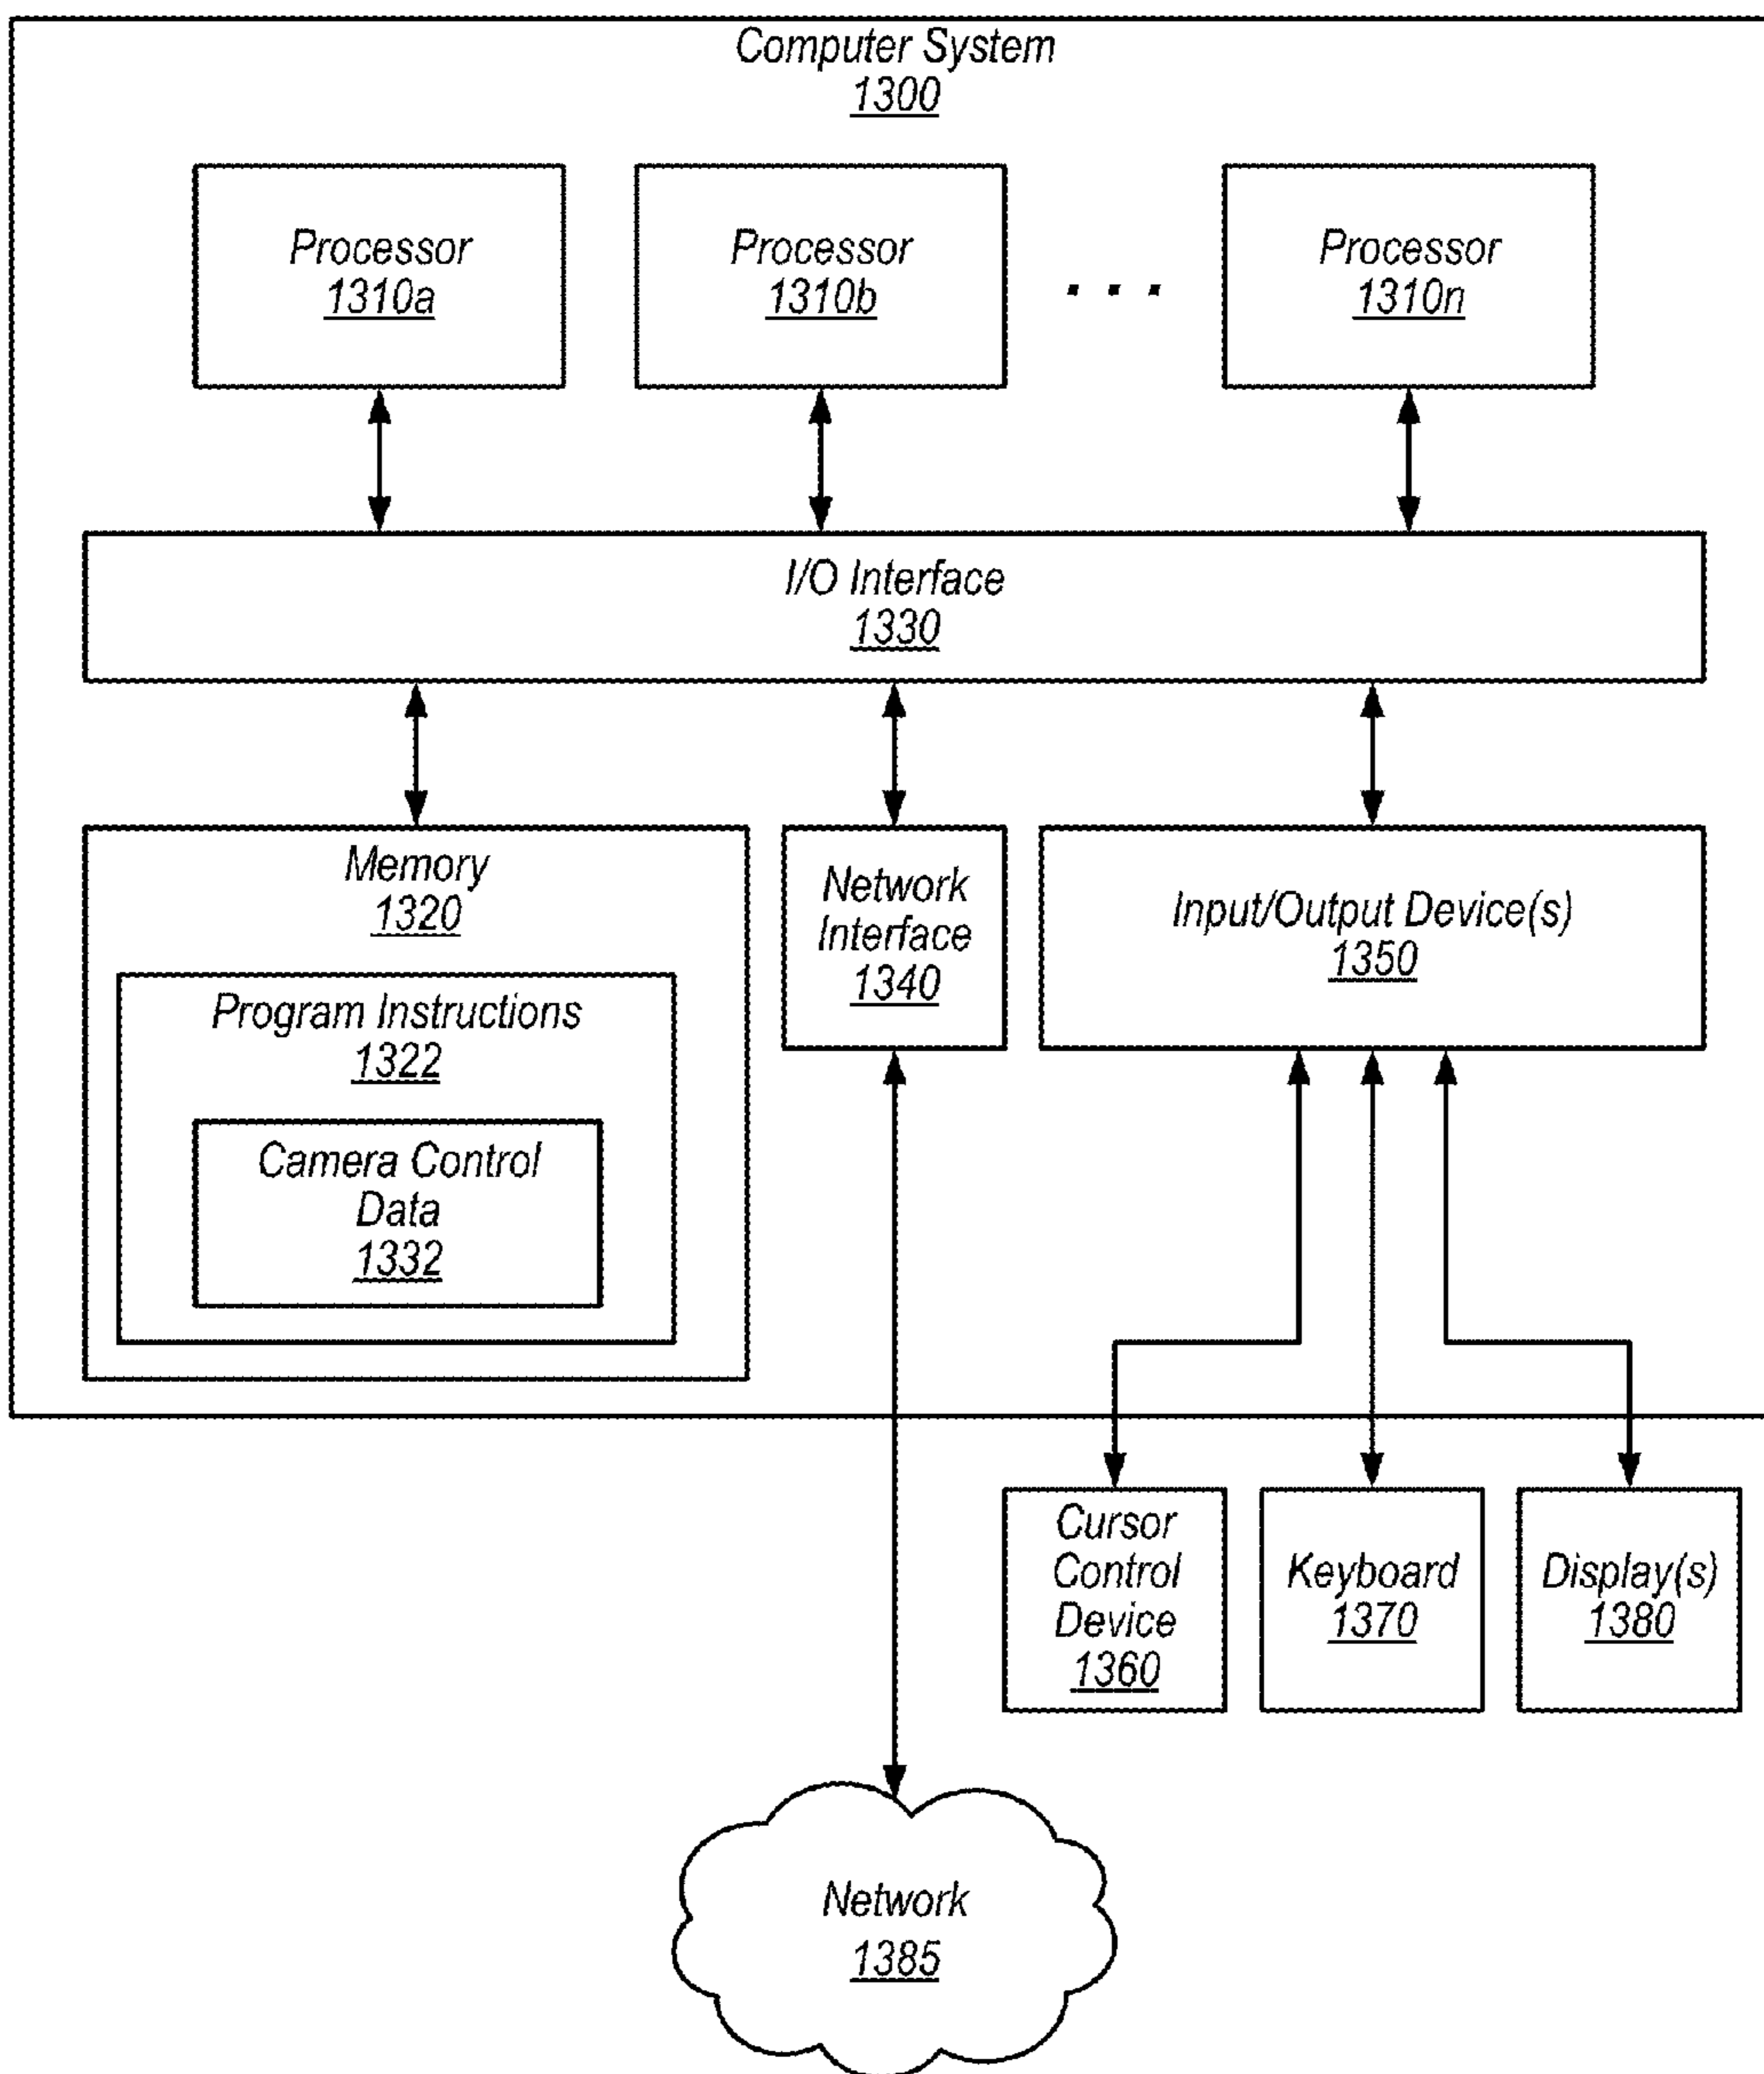 Computer System
1300
Processor
1310a
Processor
1310b
. . .
Processor
1310n
I/O Interface
1330
Memory
1320
Program Instructions
1322
Camera Control
Data
1332
Network
Interface
1340
Input/Output Device(s)
1350
Cursor
Control
Device
1360
Keyboard
1370
Display(s)
1380
Network
1385